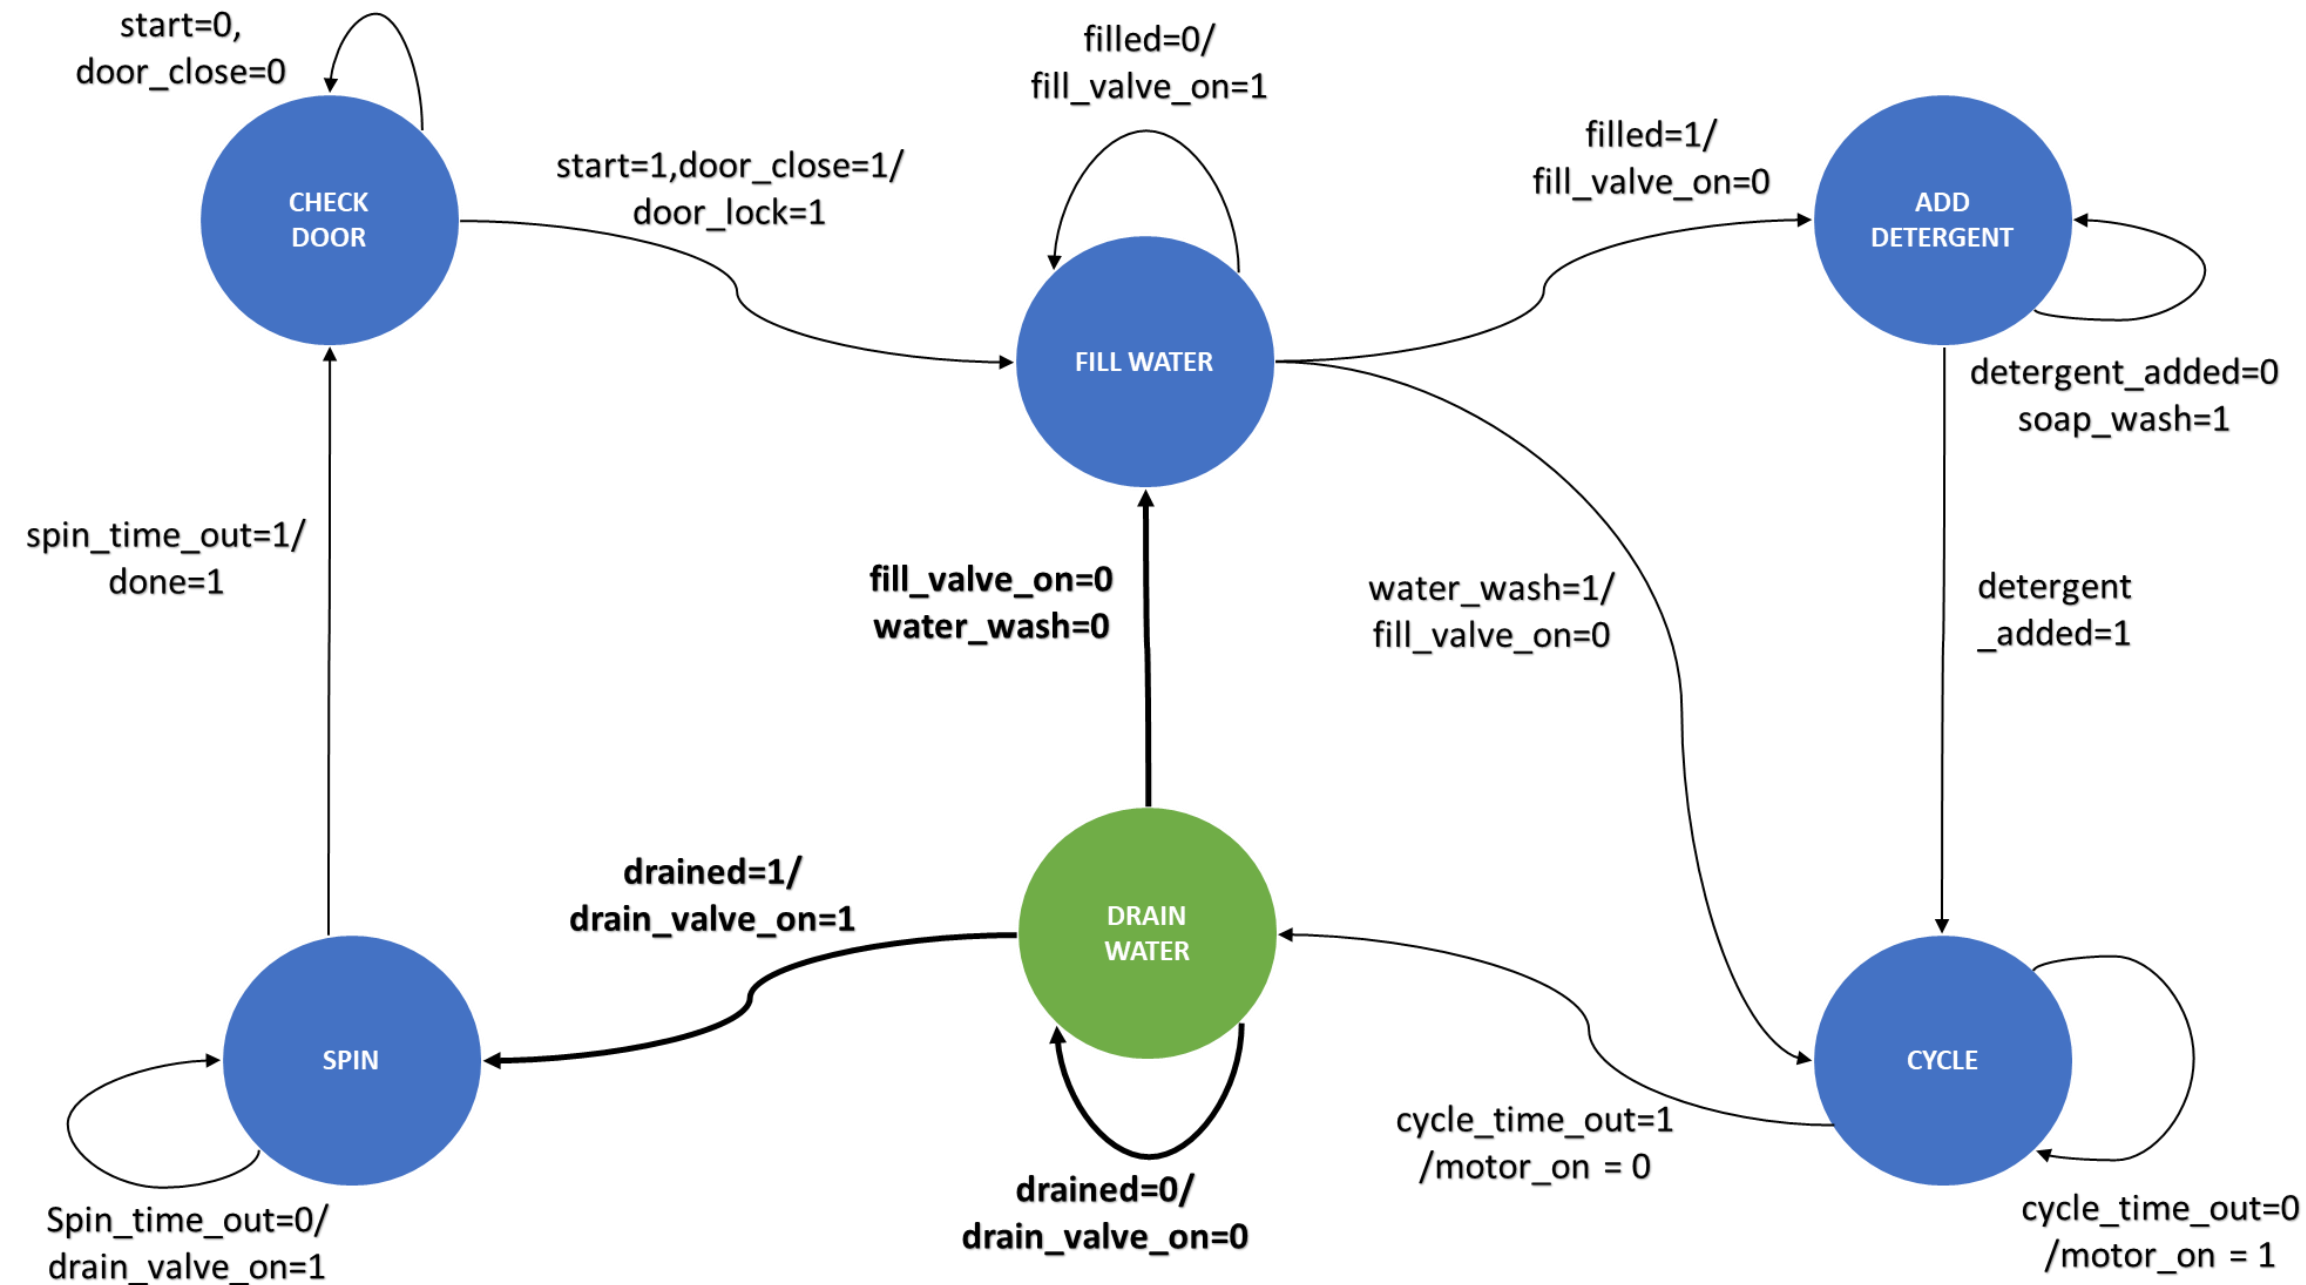 start=0,
door_close=0
filled=0/
fill_valve_on=1
filled=1/
fill_valve_on=0
start=1,door_close=1/
door_lock=1
CHECK
DOOR
ADD
DETERGENT
FILL WATER
detergent_added=0
soap_wash=1
spin_time_out=1/
done=1
fill_valve_on=0
water_wash=0
water_wash=1/
fill_valve_on=0
detergent
_added=1
drained=1/
drain_valve_on=1
DRAIN
WATER
SPIN
CYCLE
cycle_time_out=1
/motor_on = 0
drained=0/
drain_valve_on=0
Spin_time_out=0/
drain_valve_on=1
cycle_time_out=0
/motor_on = 1